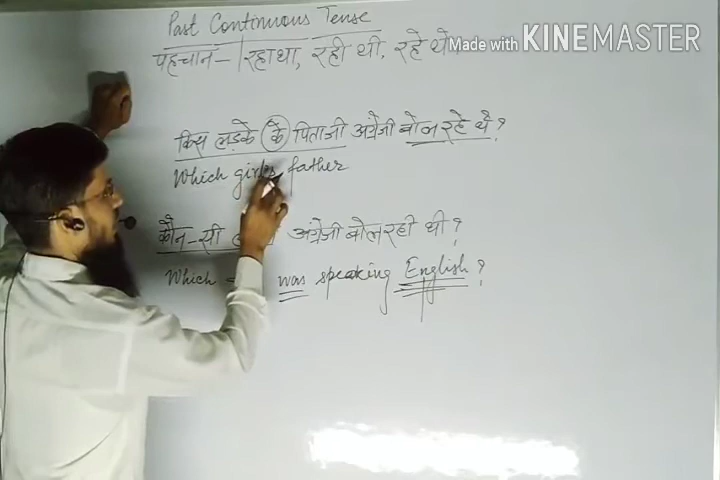 Past Continuous Tense
पहचान - रहा था, रही थी, रहे थे
Made with KINEMASTER
किस लड़के के पिताजी अंग्रेजी बोल रहे थे?
Which girl's father
कौन-सी अंग्रेजी बोल रही थी?
Which was speaking English?